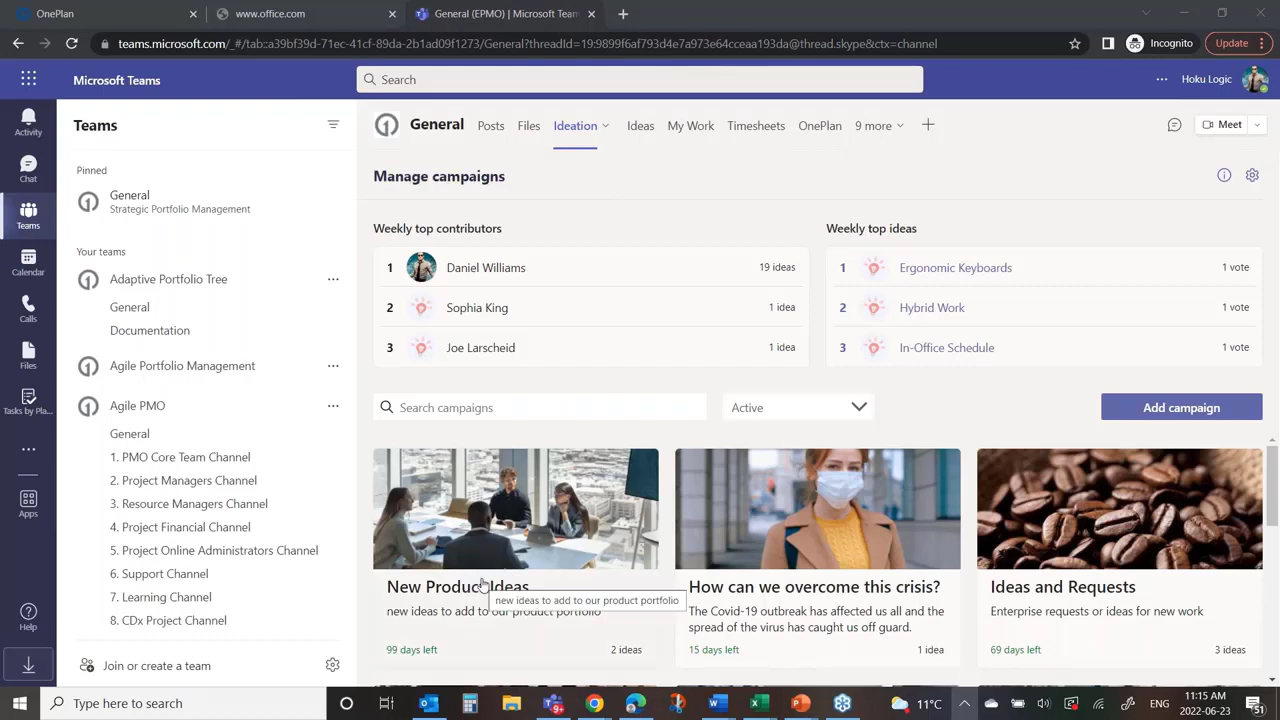 OnePlan
www.office.com
General (EPMO) | Microsoft Team
teams.microsoft.com/_#/tab::a39bf39d-71ec-41cf-89da-2b1ad09f1273/General?threadId=19:9899f6af793d4e7a973e64cceaa193da@thread.skype&ctx=channel
Incognito
Update
Microsoft Teams
Search
Hoku Logic
Activity
Chat
Teams
Calendar
Calls
Files
Tasks by Pla...
Apps
Help
Teams
Pinned
General
Strategic Portfolio Management
Your teams
Adaptive Portfolio Tree
General
Documentation
Agile Portfolio Management
Agile PMO
General
1. PMO Core Team Channel
2. Project Managers Channel
3. Resource Managers Channel
4. Project Financial Channel
5. Project Online Administrators Channel
6. Support Channel
7. Learning Channel
8. CDx Project Channel
Join or create a team
General Posts Files Ideation Ideas My Work Timesheets OnePlan 9 more
Meet
Manage campaigns
Weekly top contributors
1 Daniel Williams 19 ideas
2 Sophia King 1 idea
3 Joe Larscheid 1 idea
Weekly top ideas
1 Ergonomic Keyboards 1 vote
2 Hybrid Work 1 vote
3 In-Office Schedule 1 vote
Search campaigns
Active
Add campaign
New Product Ideas
new ideas to add to our product portfolio
new ideas to add to our product portfolio
99 days left 2 ideas
How can we overcome this crisis?
The Covid-19 outbreak has affected us all and the
spread of the virus has caught us off guard.
15 days left 1 idea
Ideas and Requests
Enterprise requests or ideas for new work
69 days left 3 ideas
Type here to search
11°C
ENG
11:15 AM
2022-06-23
51